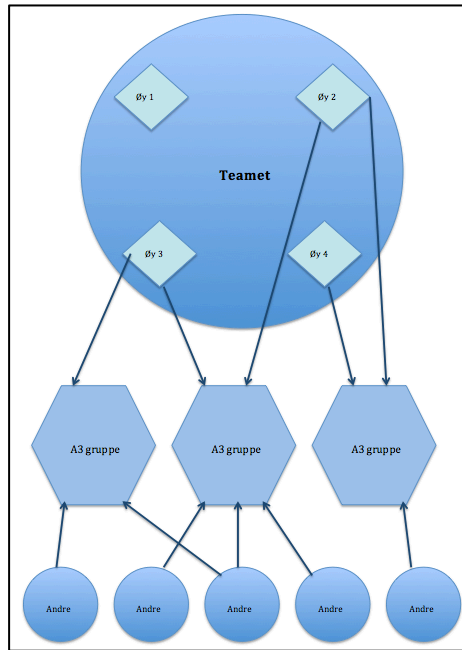 Øy 1
Øy 2
Teamet
Øy 3
Øy 4
A3 gruppe
A3 gruppe
A3 gruppe
Andre
Andre
Andre
Andre
Andre